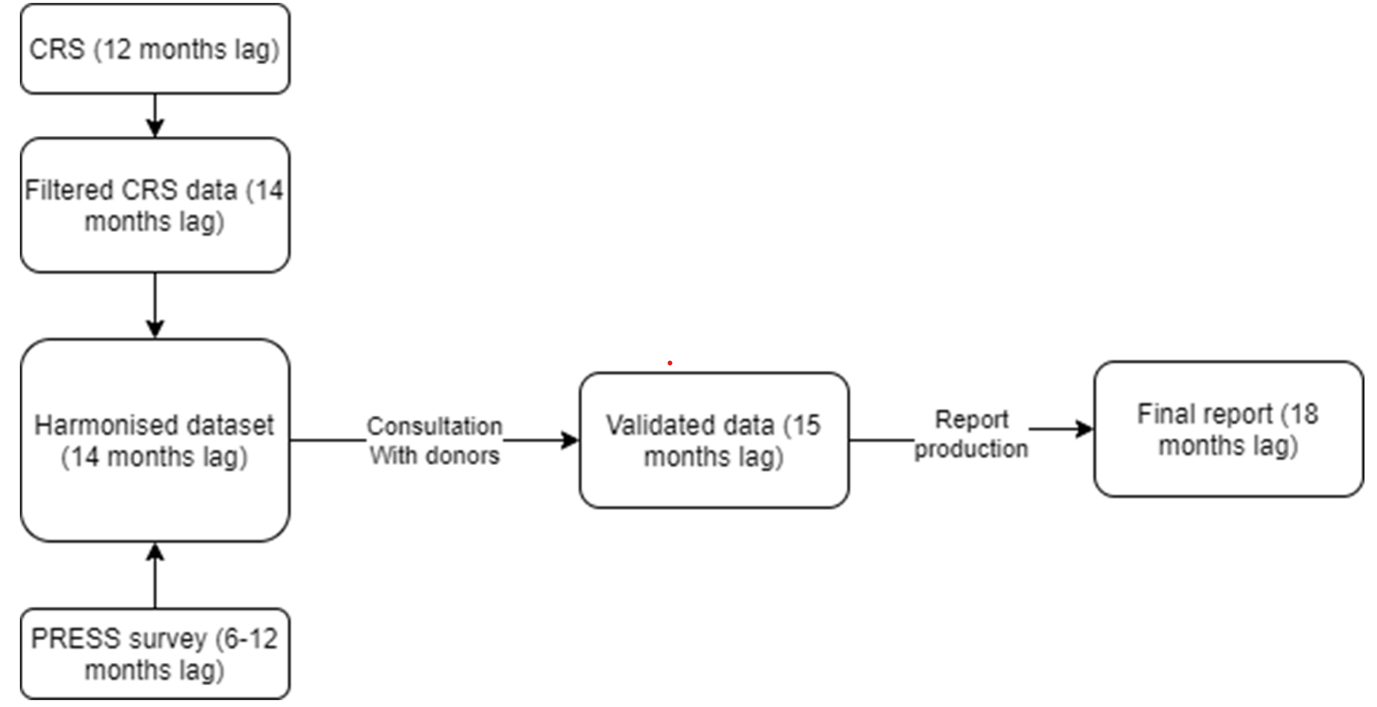 CRS (12 months lag)
Filtered CRS data (14
months lag)
Harmonised dataset
(14 months lag)
Consultation
With donors
Validated data (15
months lag)
Report
production
Final report (18
months lag)
PRESS survey (6-12
months lag)